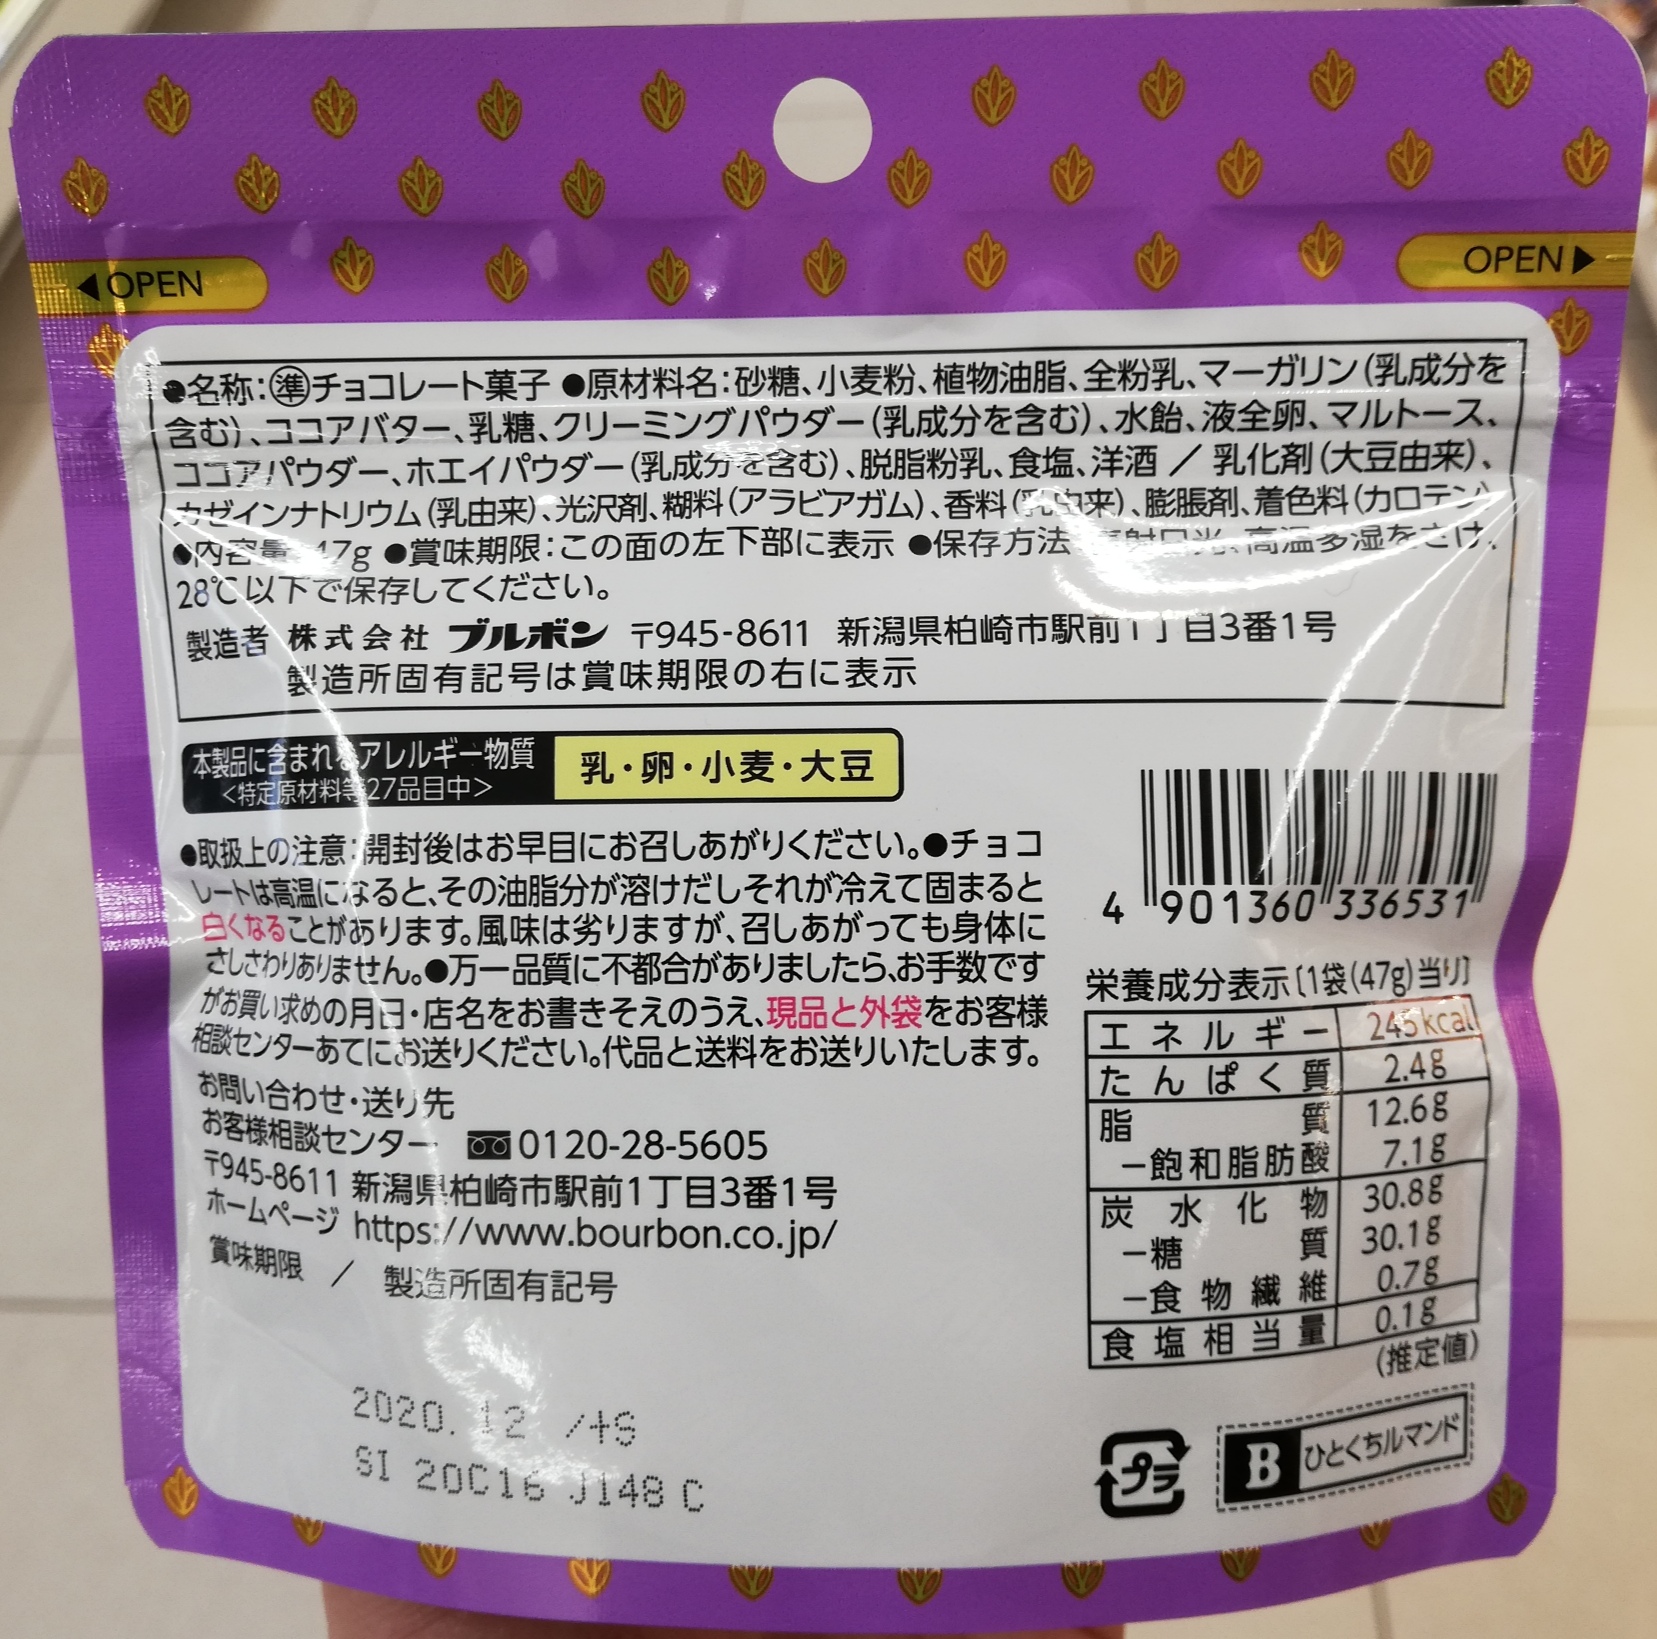 ◀OPEN
OPEN▶
●名称:準チョコレート菓子 ●原材料名:砂糖、小麦粉、植物油脂、全粉乳、マーガリン(乳成分を
含む)、ココアバター、乳糖、クリーミングパウダー(乳成分を含む)、水飴、液全卵、マルトース、
ココアパウダー、ホエイパウダー(乳成分を含む)、脱脂粉乳、食塩、洋酒/乳化剤(大豆由来)、
カゼインナトリウム(乳由来)、光沢剤、糊料(アラビアガム)、香料(乳由来)、膨脹剤、着色料(カロテン)
●内容量:47g ●賞味期限:この面の左下部に表示 ●保存方法:直射日光、高温多湿をさけ、
28℃以下で保存してください。
製造者 株式会社 ブルボン 〒945-8611 新潟県柏崎市駅前1丁目3番1号
製造所固有記号は賞味期限の右に表示
本製品に含まれるアレルギー物質
<特定原材料等27品目中>
乳・卵・小麦・大豆
●取扱上の注意:開封後はお早目にお召しあがりください。●チョコ
レートは高温になると、その油脂分が溶けだしそれが冷えて固まると
白くなることがあります。風味は劣りますが、召しあがっても身体に
さしさわりありません。●万一品質に不都合がありましたら、お手数です
がお買い求めの月日・店名をお書きそえのうえ、現品と外袋をお客様
相談センターあてにお送りください。代品と送料をお送りいたします。
お問い合わせ・送り先
お客様相談センター 0120-28-5605
〒945-8611 新潟県柏崎市駅前1丁目3番1号
ホームページ https://www.bourbon.co.jp/
賞味期限 / 製造所固有記号
2020.12 /+S
SI 20C16 J148 C
4 901360 336531
栄養成分表示〔1袋(47g)当り〕
エネルギー 245kcal
たんぱく質 2.4g
脂質 12.6g
−飽和脂肪酸 7.1g
炭水化物 30.8g
−糖質 30.1g
−食物繊維 0.7g
食塩相当量 0.1g
(推定値)
プラ
B ひとくちルマンド